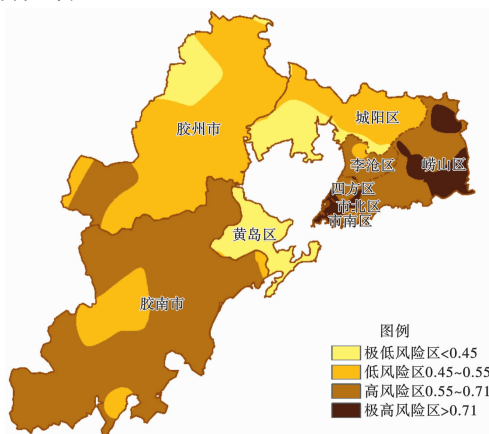 胶州市
城阳区
李沧区
崂山区
四方区
市北区
市南区
黄岛区
胶南市
图例
极低风险区<0.45
低风险区0.45~0.55
高风险区0.55~0.71
极高风险区>0.71